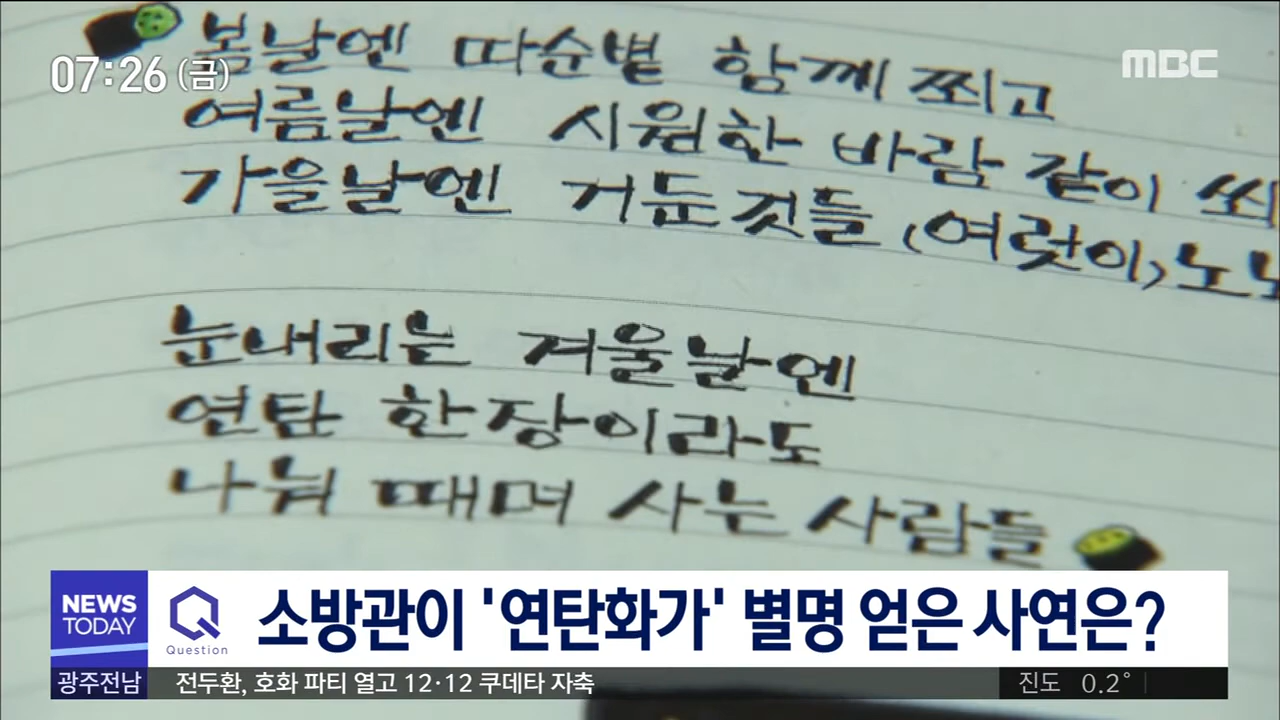 봄날엔 따순볕 함께 쬐고
07:26 (금)
MBC
여름날엔 시원한 바람 같이 쐬
가을날엔 거둔것들 (여럿이) 노
눈내리는 겨울날엔
연탄 한장이라도
나눠 때며 사는 사람들
NEWS TODAY
Question
소방관이 '연탄화가' 별명 얻은 사연은?
광주전남
전두환, 호화 파티 열고 12·12 쿠데타 자축
진도 0.2°